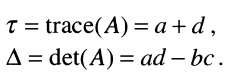 τ = trace(A) = a + d ,
Δ = det(A) = ad − bc .